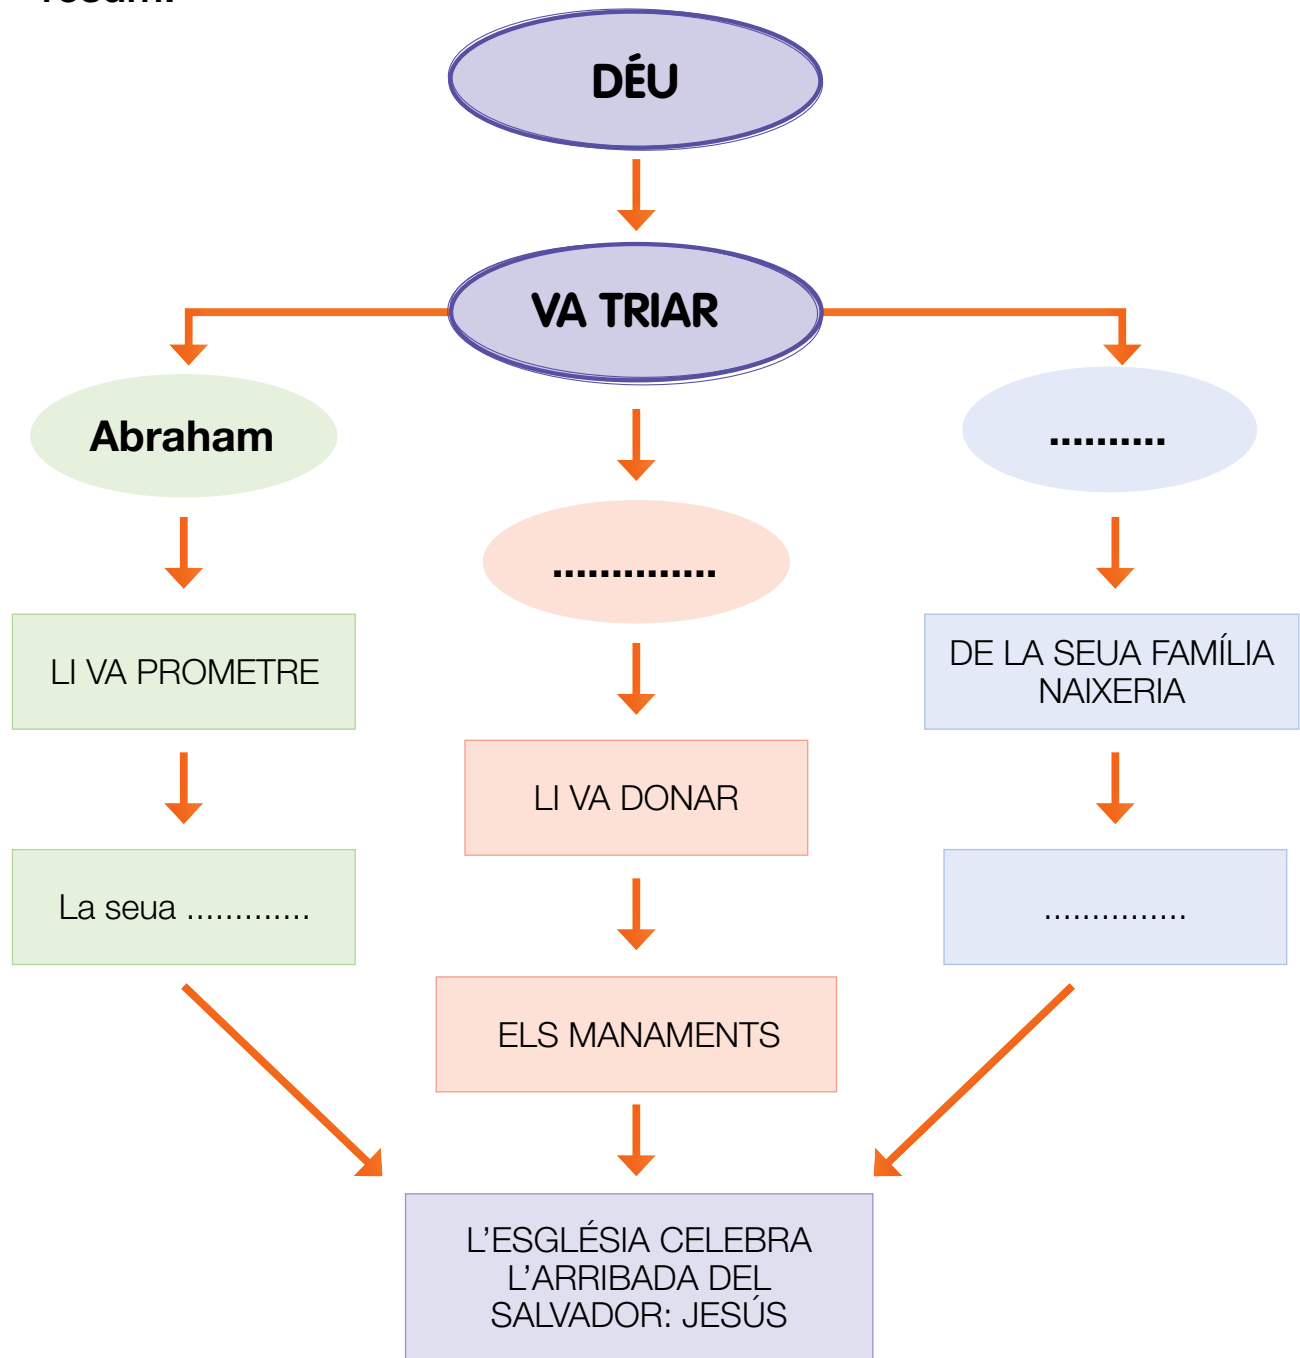 resum.
DÉU
VA TRIAR
Abraham
..........
..............
LI VA PROMETRE
DE LA SEUA FAMÍLIA
NAIXERIA
LI VA DONAR
La seua .............
...............
ELS MANAMENTS
L’ESGLÉSIA CELEBRA
L’ARRIBADA DEL
SALVADOR: JESÚS